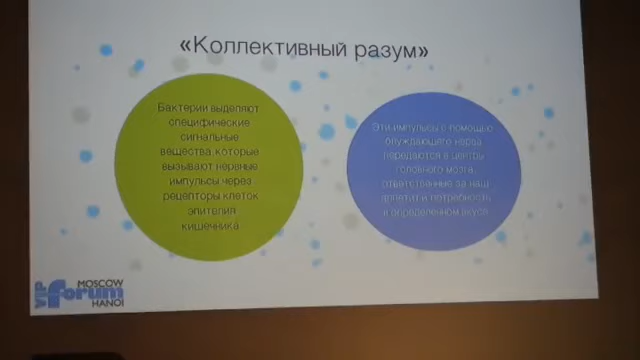 «Коллективный разум»
Бактерии выделяют
специфические
сигнальные
вещества, которые
вызывают нервные
импульсы через
рецепторы клеток
эпителия
кишечника
Эти импульсы с помощью
блуждающего нерва
передаются в центры
головного мозга,
ответственные за наш
аппетит и потребность
в определенном вкусе
VIP
MOSCOW
forum
HANOI